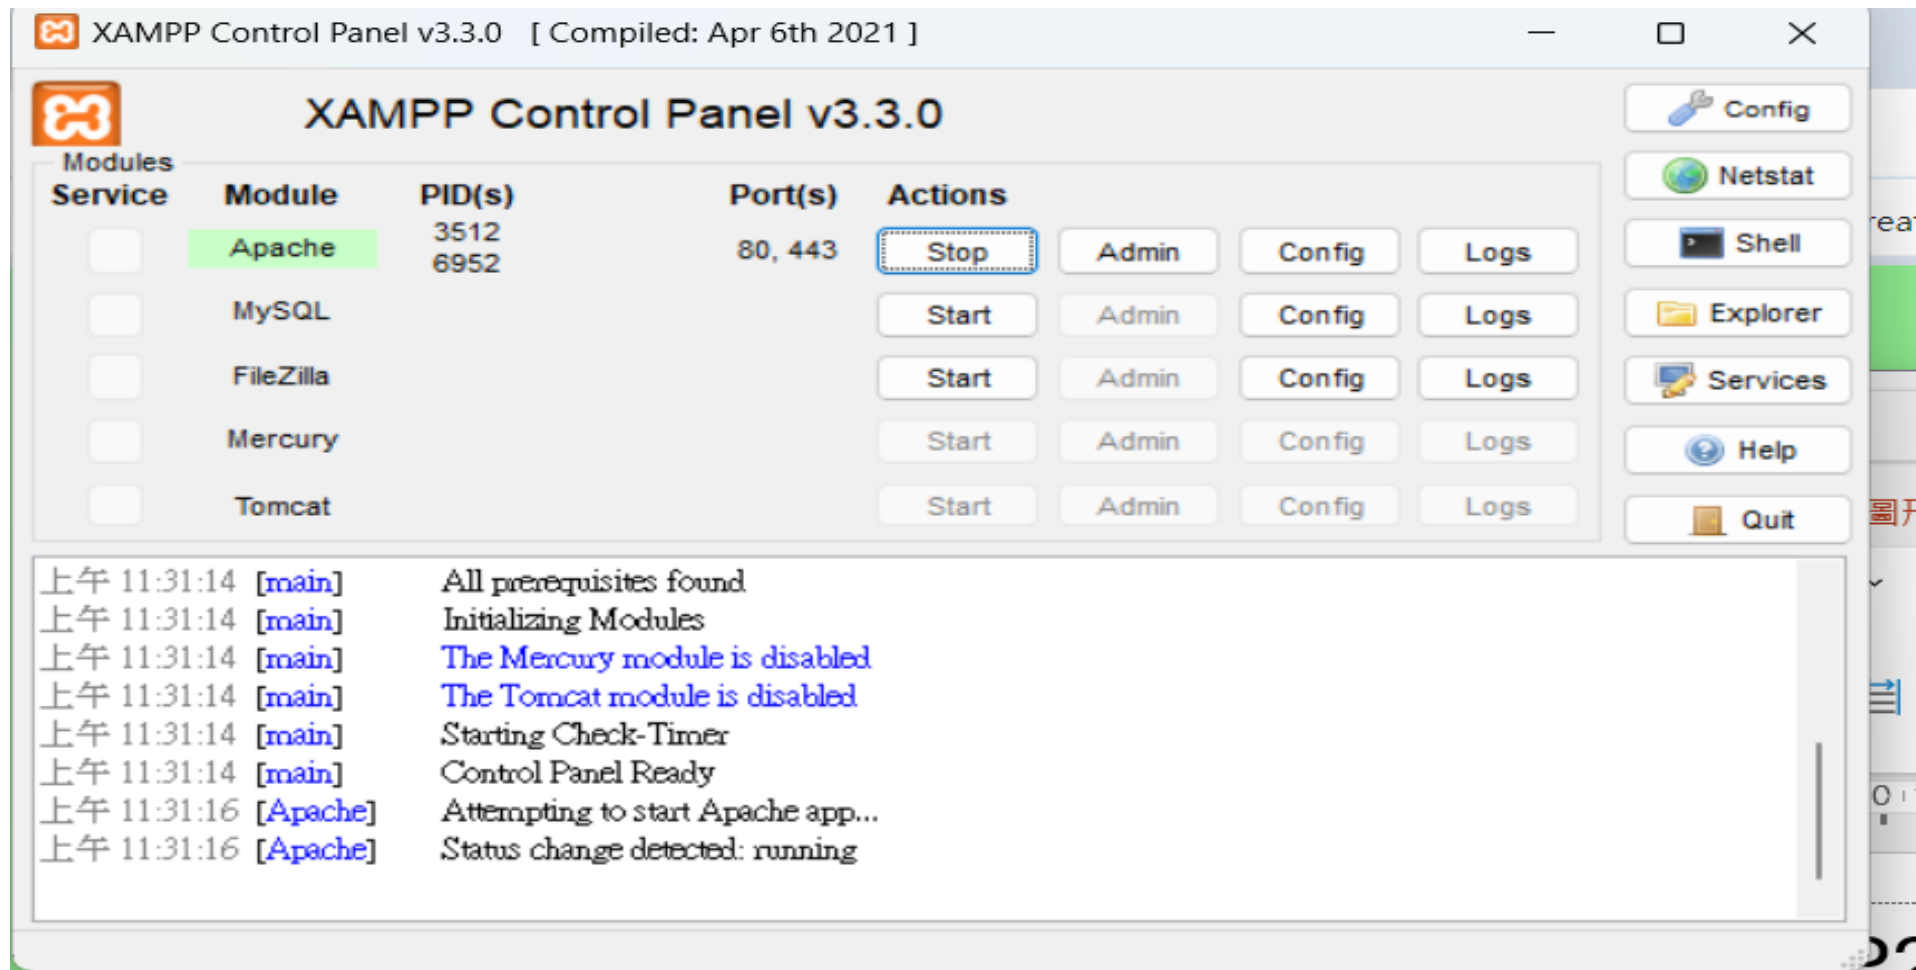 XAMPP Control Panel v3.3.0 [ Compiled: Apr 6th 2021 ]
XAMPP Control Panel v3.3.0
Modules
Service Module PID(s) Port(s) Actions
Apache 3512 6952 80, 443 Stop Admin Config Logs
MySQL Start Admin Config Logs
FileZilla Start Admin Config Logs
Mercury Start Admin Config Logs
Tomcat Start Admin Config Logs
Config
Netstat
Shell
Explorer
Services
Help
Quit
上午 11:31:14 [main] All prerequisites found
上午 11:31:14 [main] Initializing Modules
上午 11:31:14 [main] The Mercury module is disabled
上午 11:31:14 [main] The Tomcat module is disabled
上午 11:31:14 [main] Starting Check-Timer
上午 11:31:14 [main] Control Panel Ready
上午 11:31:16 [Apache] Attempting to start Apache app...
上午 11:31:16 [Apache] Status change detected: running